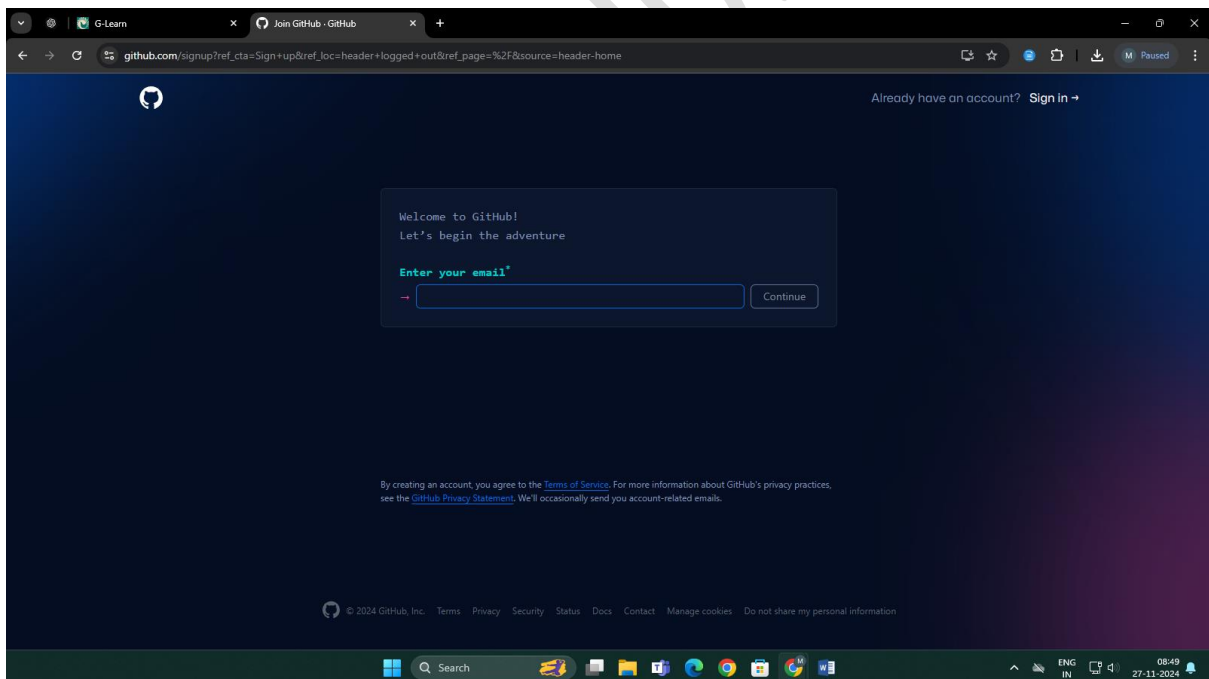 G-Learn
Join GitHub · GitHub
github.com/signup?ref_cta=Sign+up&ref_loc=header+logged+out&ref_page=%2F&source=header-home
M Paused
Already have an account? Sign in →
Welcome to GitHub!
Let's begin the adventure
Enter your email*
→
Continue
By creating an account, you agree to the Terms of Service. For more information about GitHub's privacy practices,
see the GitHub Privacy Statement. We'll occasionally send you account-related emails.
© 2024 GitHub, Inc. Terms Privacy Security Status Docs Contact Manage cookies Do not share my personal information
Search
ENG
IN
08:49
27-11-2024